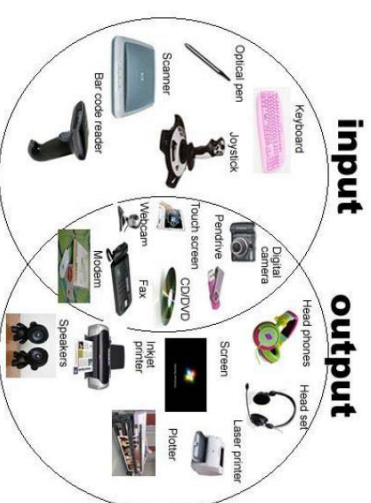 input
output
Keyboard
Optical pen
Scanner
Joystick
Bar code reader
Digital
camera
Pendrive
Touch screen
Webcam
CD/DVD
Fax
Modem
Head phones
Head set
Screen
Laser printer
Inkjet
printer
Plotter
Speakers